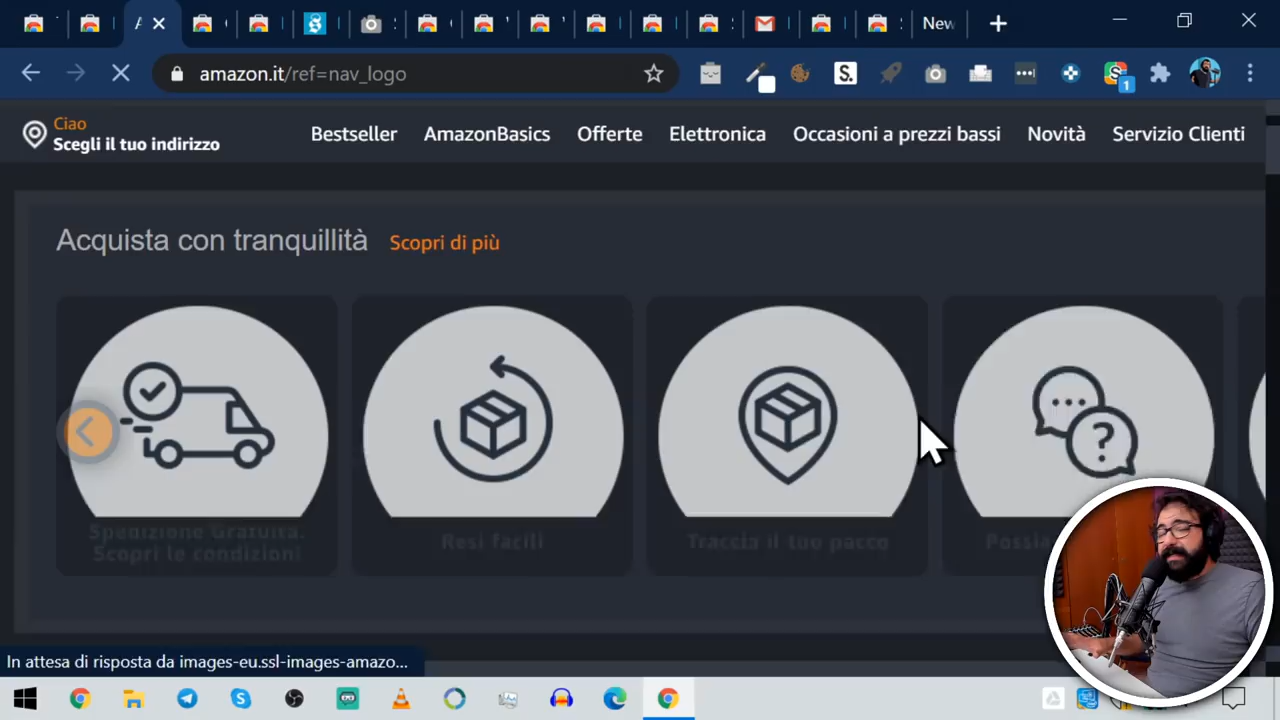 New
amazon.it/ref=nav_logo
1
Ciao
Scegli il tuo indirizzo
Bestseller
AmazonBasics
Offerte
Elettronica
Occasioni a prezzi bassi
Novità
Servizio Clienti
Acquista con tranquillità
Scopri di più
Spedizione Gratuita.
Scopri le condizioni
Resi facili
Traccia il tuo pacco
In attesa di risposta da images-eu.ssl-images-amazo...